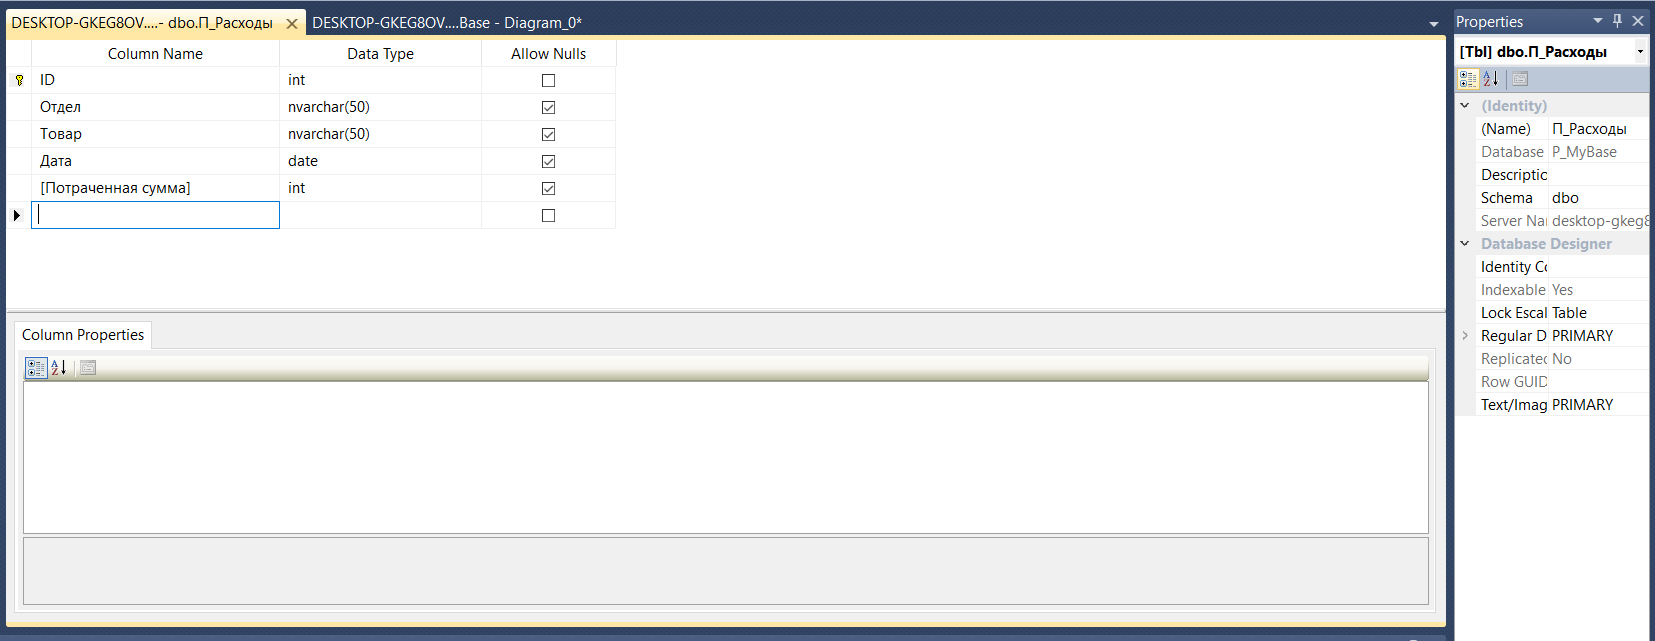 DESKTOP-GKEG8OV....- dbo.П_Расходы DESKTOP-GKEG8OV....Base - Diagram_0*
Column Name Data Type Allow Nulls
ID int
Отдел nvarchar(50)
Товар nvarchar(50)
Дата date
[Потраченная сумма] int
Column Properties
Properties
[Tbl] dbo.П_Расходы
(Identity)
(Name) П_Расходы
Database P_MyBase
Descriptic
Schema dbo
Server Nar desktop-gkeg8
Database Designer
Identity Cc
Indexable Yes
Lock Escal Table
Regular D PRIMARY
Replicatec No
Row GUID
Text/Imag PRIMARY